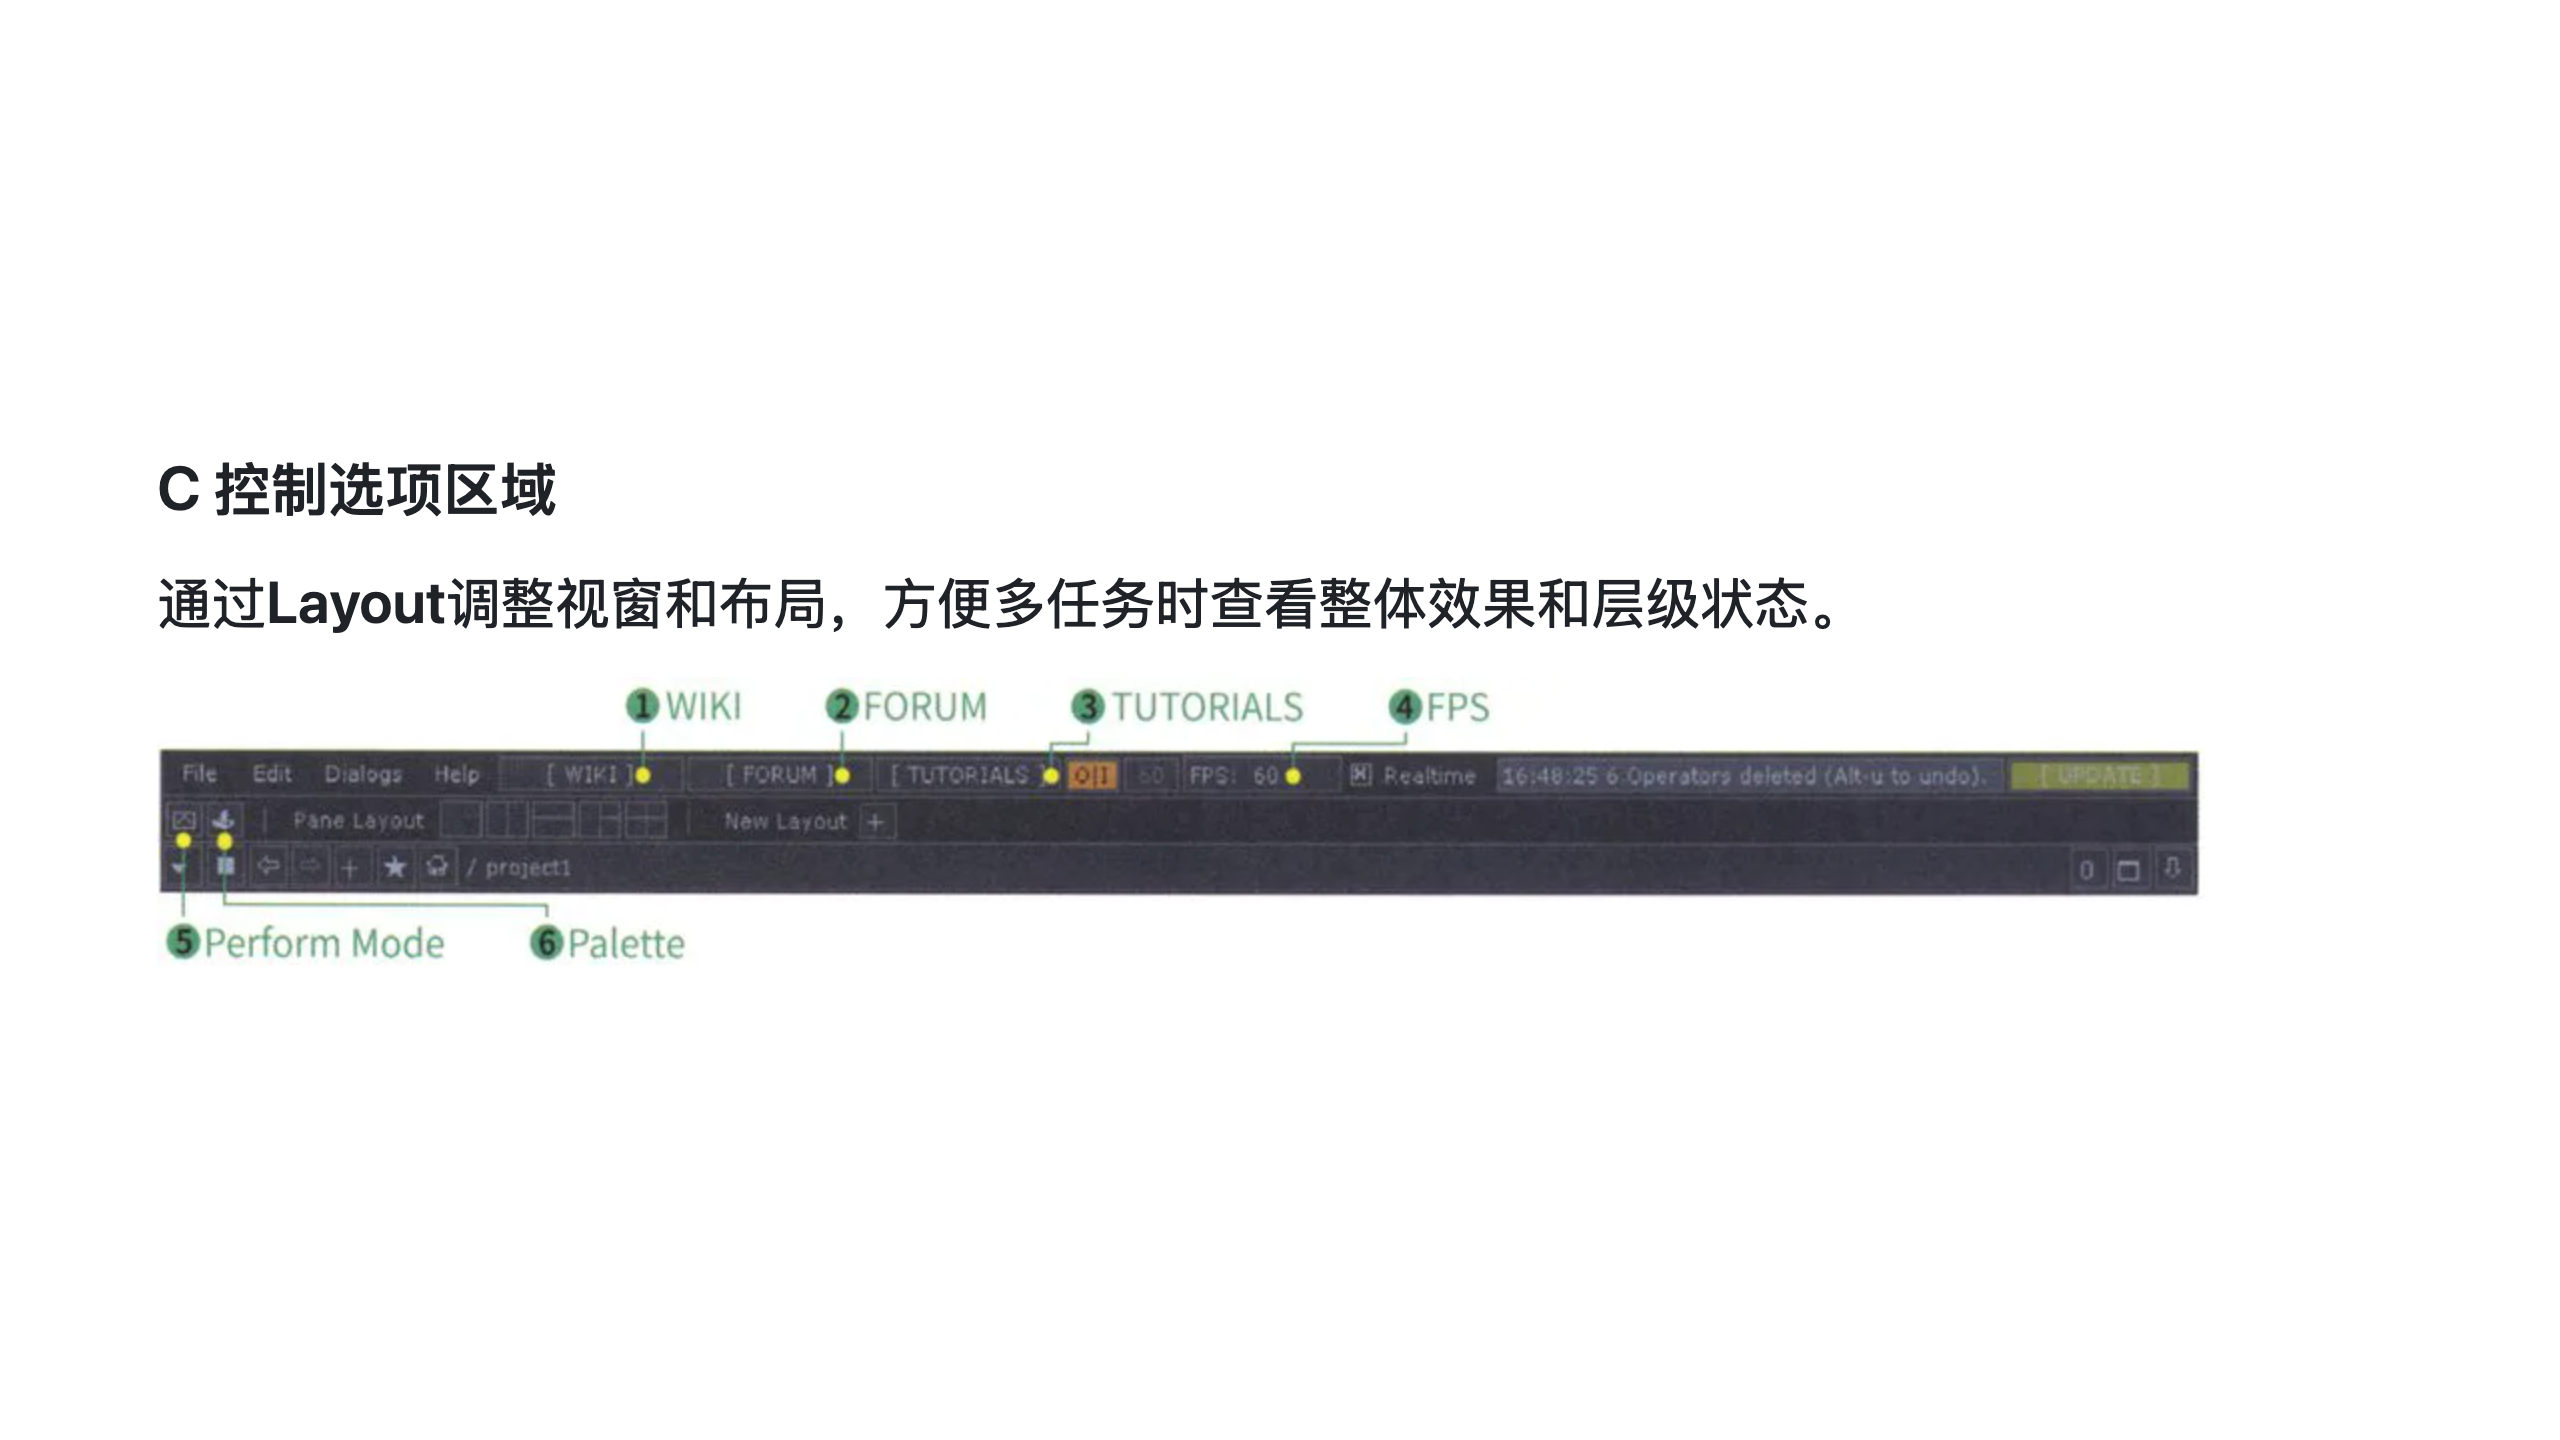 C 控制选项区域
通过Layout调整视窗和布局，方便多任务时查看整体效果和层级状态。
1 WIKI 2 FORUM 3 TUTORIALS 4 FPS
File Edit Dialogs Help [ WIKI ] [ FORUM ] [ TUTORIALS ] O|I 60 FPS: 60 Realtime 16:48:25 6 Operators deleted (Alt-u to undo). [ UPDATE ]
Pane Layout New Layout +
+ / project1 0
5 Perform Mode 6 Palette